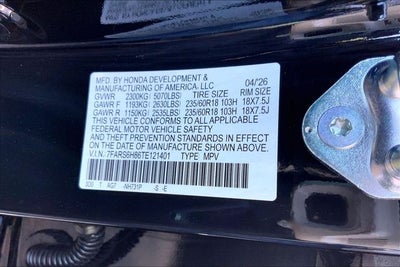 MFD. BY HONDA DEVELOPMENT & 04/26
MANUFACTURING OF AMERICA. LLC
GVWR 2300KG( 5070LBS) TIRE SIZE RIM SIZE
GAWR F 1193KG( 2630LBS) 235/60R18 103H 18X7.5J
GAWR R 1150KG( 2535LBS) 235/60R18 103H 18X7.5J
THIS VEHICLE CONFORMS TO ALL APPLICABLE
FEDERAL MOTOR VEHICLE SAFETY AND
THEFT PREVENTION STANDARDS IN EFFECT
ON THE DATE OF MANUFACTURE SHOWN ABOVE.
V.I.N.: 7FARS6H86TE121401 TYPE: MPV
T AG7 -NH731P -S -E